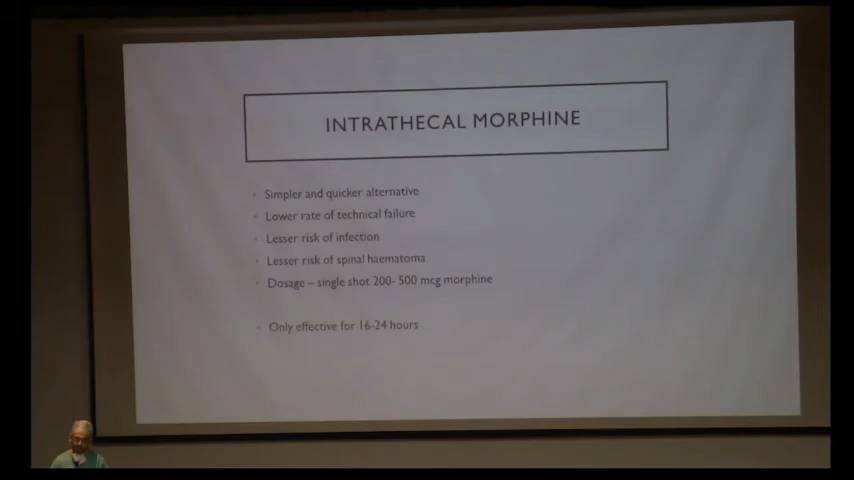 INTRATHECAL MORPHINE
• Simpler and quicker alternative
• Lower rate of technical failure
• Lesser risk of infection
• Lesser risk of spinal haematoma
• Dosage – single shot 200- 500 mcg morphine
• Only effective for 16-24 hours